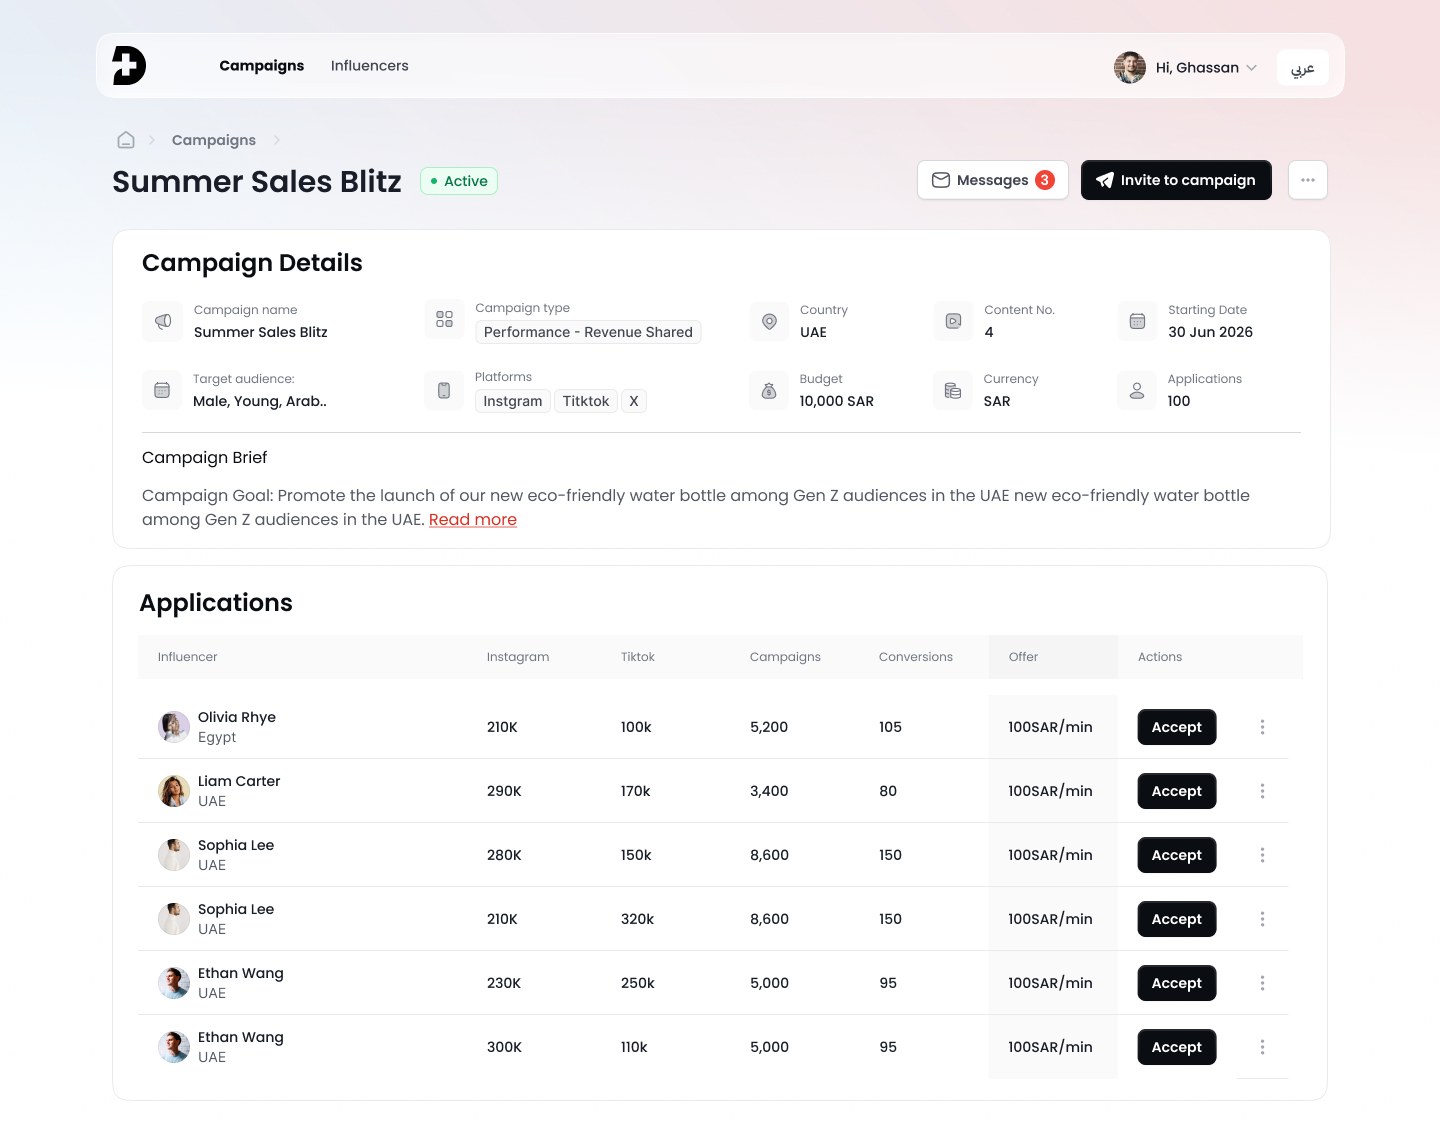 Campaigns
Influencers
Hi, Ghassan
عربي
Campaigns
Summer Sales Blitz
Active
Messages 3
Invite to campaign
Campaign Details
Campaign name
Summer Sales Blitz
Campaign type
Performance - Revenue Shared
Country
UAE
Content No.
4
Starting Date
30 Jun 2026
Target audience:
Male, Young, Arab..
Platforms
Instgram Titktok X
Budget
10,000 SAR
Currency
SAR
Applications
100
Campaign Brief
Campaign Goal: Promote the launch of our new eco-friendly water bottle among Gen Z audiences in the UAE new eco-friendly water bottle
among Gen Z audiences in the UAE. Read more
Applications
Influencer Instagram Tiktok Campaigns Conversions Offer Actions
Olivia Rhye
Egypt
210K 100k 5,200 105 100SAR/min Accept
Liam Carter
UAE
290K 170k 3,400 80 100SAR/min Accept
Sophia Lee
UAE
280K 150k 8,600 150 100SAR/min Accept
Sophia Lee
UAE
210K 320k 8,600 150 100SAR/min Accept
Ethan Wang
UAE
230K 250k 5,000 95 100SAR/min Accept
Ethan Wang
UAE
300K 110k 5,000 95 100SAR/min Accept